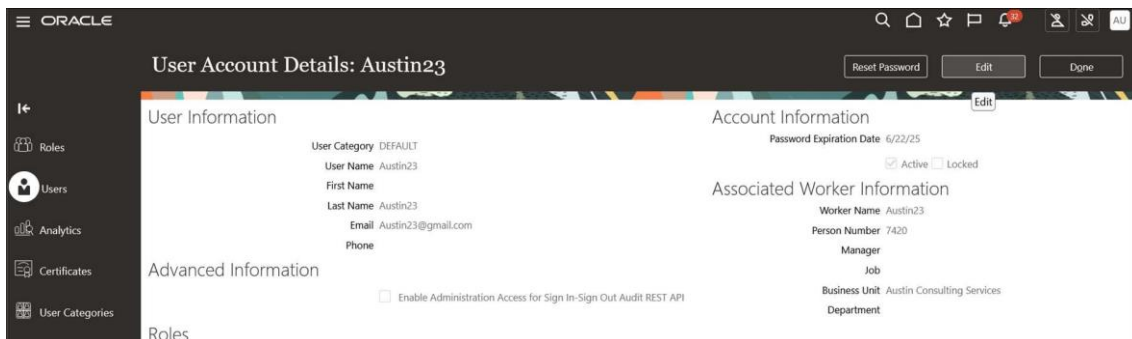 ORACLE
32
AU
User Account Details: Austin23
Reset Password
Edit
Done
Edit
Roles
Users
Analytics
Certificates
User Categories
User Information
User Category DEFAULT
User Name Austin23
First Name
Last Name Austin23
Email Austin23@gmail.com
Phone
Advanced Information
Enable Administration Access for Sign In-Sign Out Audit REST API
Roles
Account Information
Password Expiration Date 6/22/25
Active Locked
Associated Worker Information
Worker Name Austin23
Person Number 7420
Manager
Job
Business Unit Austin Consulting Services
Department